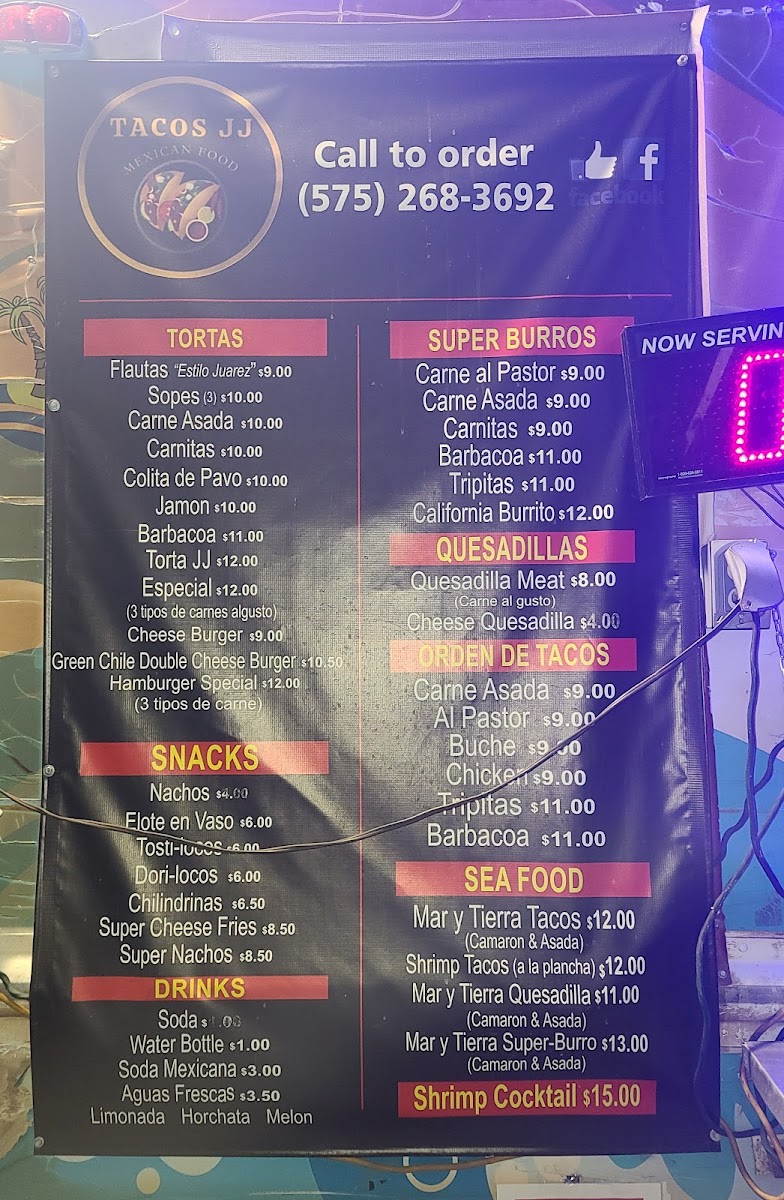 TACOS JJ
MEXICAN FOOD
Call to order
(575) 268-3692
facebook
TORTAS
Flautas "Estilo Juarez" $9.00
Sopes (3) $10.00
Carne Asada $10.00
Carnitas $10.00
Colita de Pavo $10.00
Jamon $10.00
Barbacoa $11.00
Torta JJ $12.00
Especial $12.00
(3 tipos de carnes algusto)
Cheese Burger $9.00
Green Chile Double Cheese Burger $10.50
Hamburger Special $12.00
(3 tipos de carne)
SNACKS
Nachos $4.00
Elote en Vaso $6.00
Tosti-locos $6.00
Dori-locos $6.00
Chilindrinas $6.50
Super Cheese Fries $8.50
Super Nachos $8.50
DRINKS
Soda
Water Bottle $1.00
Soda Mexicana $3.00
Aguas Frescas $3.50
Limonada Horchata Melon
SUPER BURROS
Carne al Pastor $9.00
Carne Asada $9.00
Carnitas $9.00
Barbacoa $11.00
Tripitas $11.00
California Burrito $12.00
QUESADILLAS
Quesadilla Meat $8.00
(Carne al gusto)
Cheese Quesadilla $4.00
ORDEN DE TACOS
Carne Asada $9.00
Al Pastor $9.00
Buche $9.00
Chicken $9.00
Tripitas $11.00
Barbacoa $11.00
SEA FOOD
Mar y Tierra Tacos $12.00
(Camaron & Asada)
Shrimp Tacos (a la plancha) $12.00
Mar y Tierra Quesadilla $11.00
(Camaron & Asada)
Mar y Tierra Super-Burro $13.00
(Camaron & Asada)
Shrimp Cocktail $15.00
NOW SERVIN